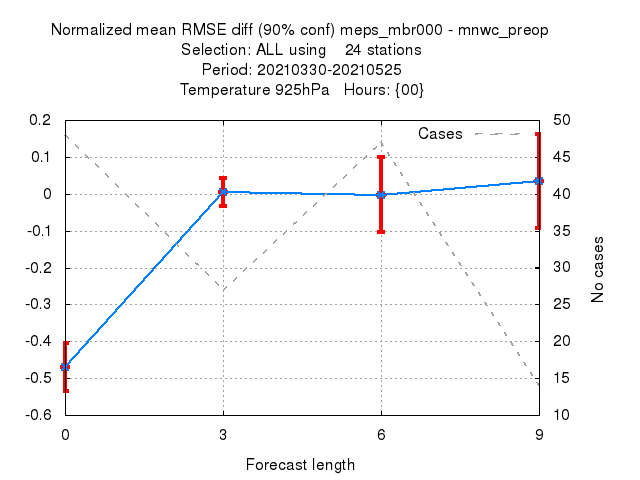 Normalized mean RMSE diff (90% conf) meps_mbr000 - mnwc_preop
Selection: ALL using    24 stations
Period: 20210330-20210525
Temperature 925hPa   Hours: {00}
Cases
0.2
0.1
0
-0.1
-0.2
-0.3
-0.4
-0.5
-0.6
50
45
40
35
30
25
20
15
10
No cases
0 3 6 9
Forecast length